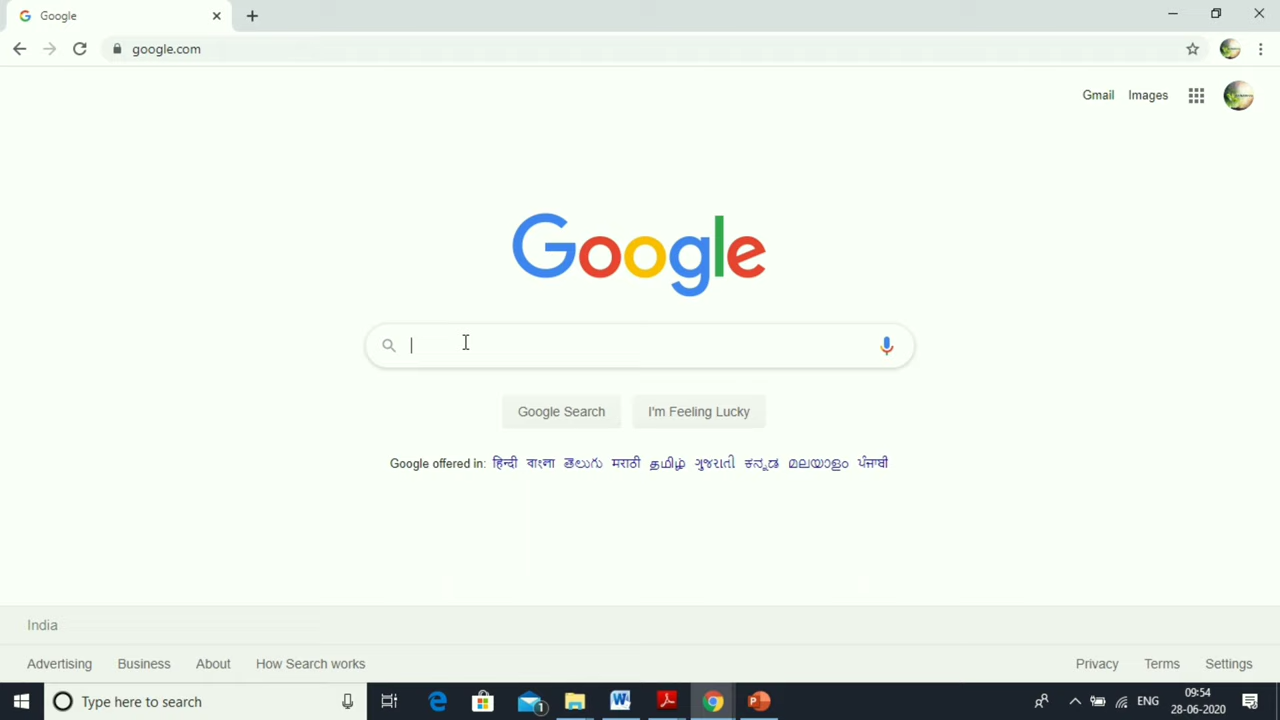 Google
google.com
Gmail Images
Google
Google Search I'm Feeling Lucky
Google offered in: हिन्दी বাংলা తెలుగు मराठी தமிழ் ગુજરાતી ಕನ್ನಡ മലയാളം ਪੰਜਾਬੀ
India
Advertising Business About How Search works Privacy Terms Settings
Type here to search 1 ENG 09:54
28-06-2020